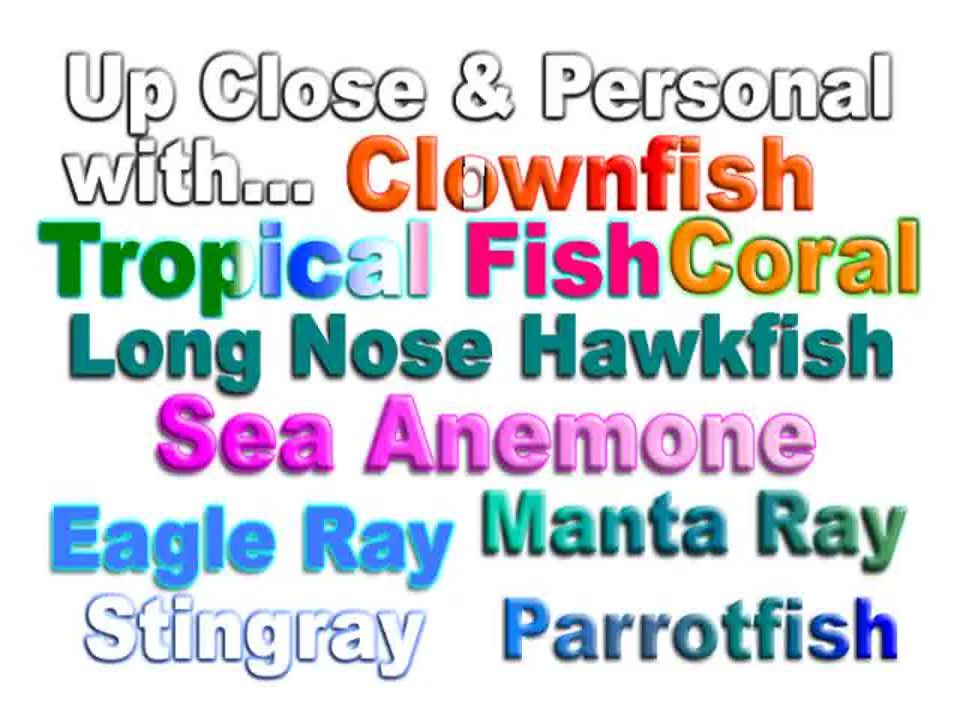 Up Close & Personal
with... Clownfish
Tropical Fish Coral
Long Nose Hawkfish
Sea Anemone
Eagle Ray Manta Ray
Stingray Parrotfish